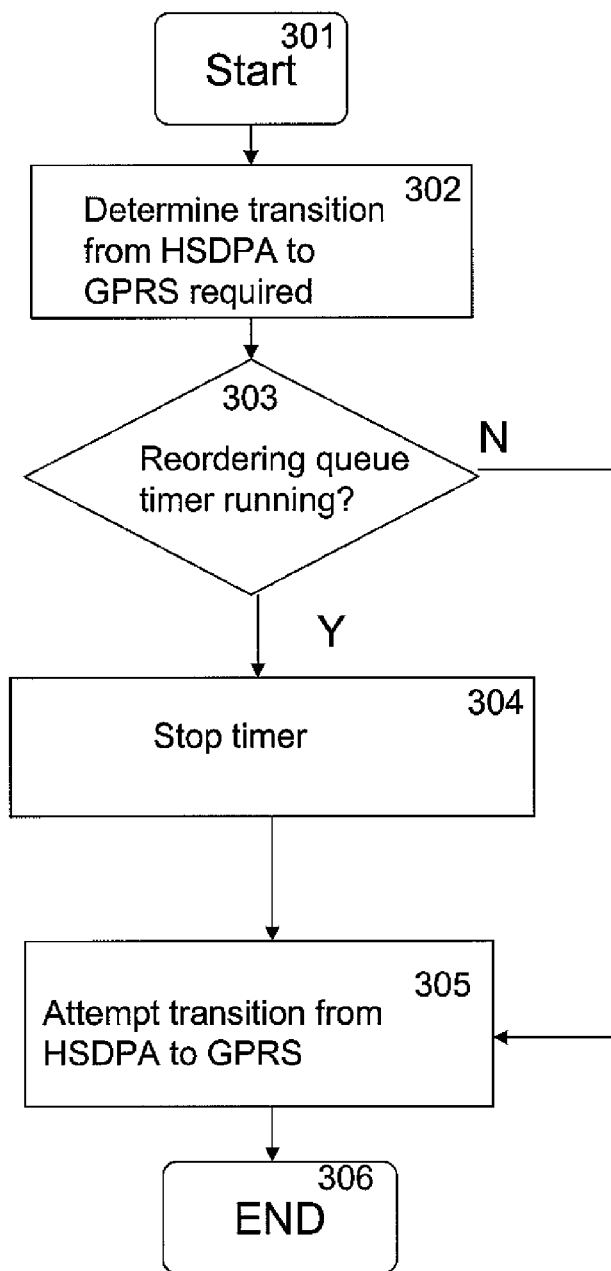 301
Start
302
Determine transition
from HSDPA to
GPRS required
303
Reordering queue
timer running?
N
Y
304
Stop timer
305
Attempt transition from
HSDPA to GPRS
306
END